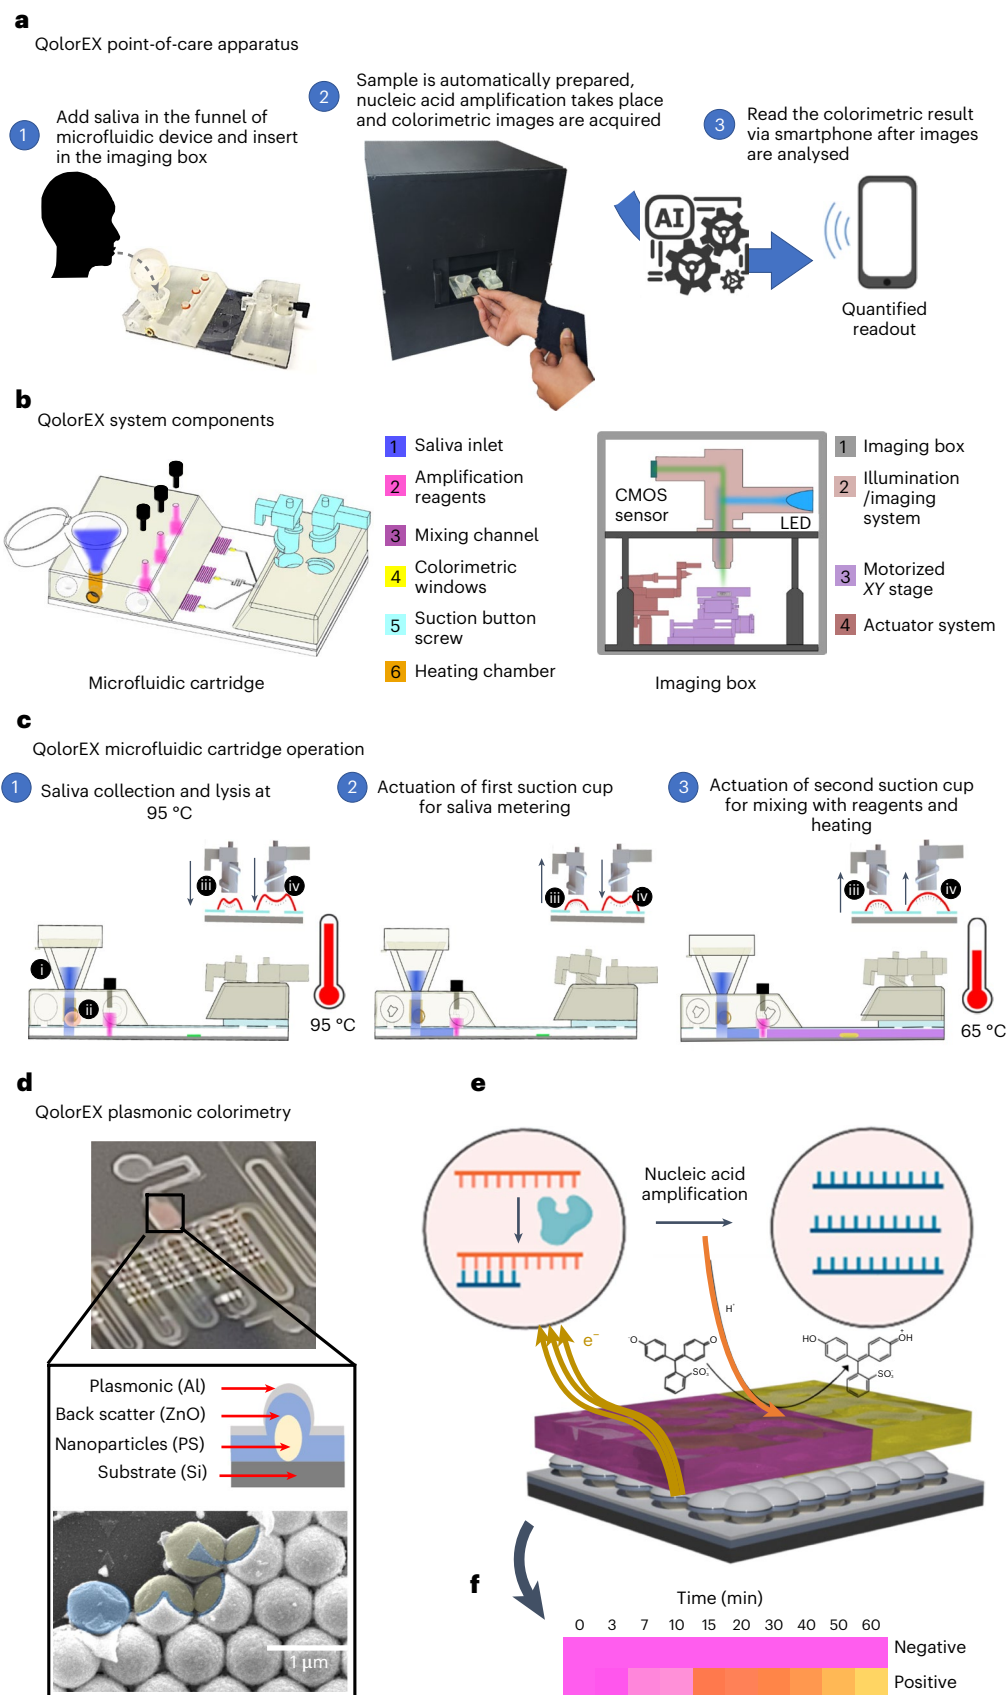 a
QolorEX point-of-care apparatus
1
Add saliva in the funnel of
microfluidic device and insert
in the imaging box
2
Sample is automatically prepared,
nucleic acid amplification takes place
and colorimetric images are acquired
3
Read the colorimetric result
via smartphone after images
are analysed
AI
Quantified
readout
b
QolorEX system components
1 Saliva inlet
2 Amplification
reagents
3 Mixing channel
4 Colorimetric
windows
5 Suction button
screw
6 Heating chamber
Microfluidic cartridge
CMOS
sensor
LED
Imaging box
1 Imaging box
2 Illumination
/imaging
system
3 Motorized
XY stage
4 Actuator system
c
QolorEX microfluidic cartridge operation
1
Saliva collection and lysis at
95 °C
iii
iv
i
ii
95 °C
2
Actuation of first suction cup
for saliva metering
iii
iv
3
Actuation of second suction cup
for mixing with reagents and
heating
iii
iv
65 °C
d
QolorEX plasmonic colorimetry
Plasmonic (Al)
Back scatter (ZnO)
Nanoparticles (PS)
Substrate (Si)
1 µm
e
Nucleic acid
amplification
H⁺
e⁻
⁻O
O
SO₃⁻
HO
⁺OH
SO₃⁻
f
Time (min)
0 3 7 10 15 20 30 40 50 60
Negative
Positive